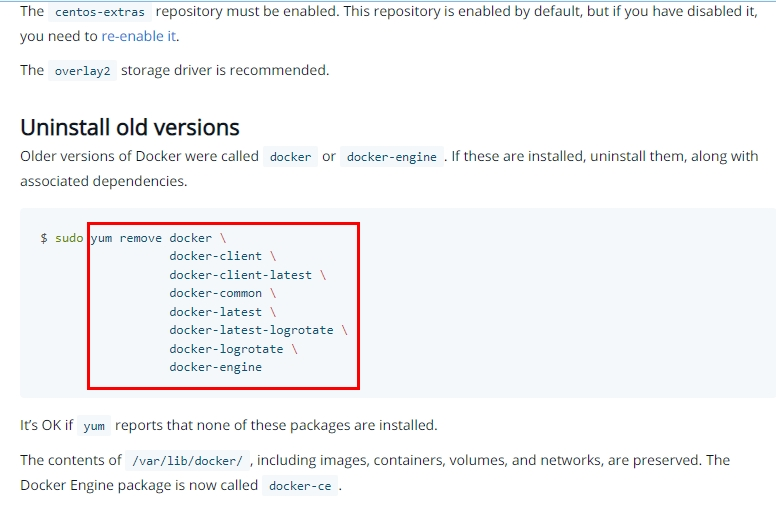 The centos-extras repository must be enabled. This repository is enabled by default, but if you have disabled it,
you need to re-enable it.
The overlay2 storage driver is recommended.
Uninstall old versions
Older versions of Docker were called docker or docker-engine . If these are installed, uninstall them, along with
associated dependencies.
$ sudo yum remove docker \
docker-client \
docker-client-latest \
docker-common \
docker-latest \
docker-latest-logrotate \
docker-logrotate \
docker-engine
It’s OK if yum reports that none of these packages are installed.
The contents of /var/lib/docker/ , including images, containers, volumes, and networks, are preserved. The
Docker Engine package is now called docker-ce .